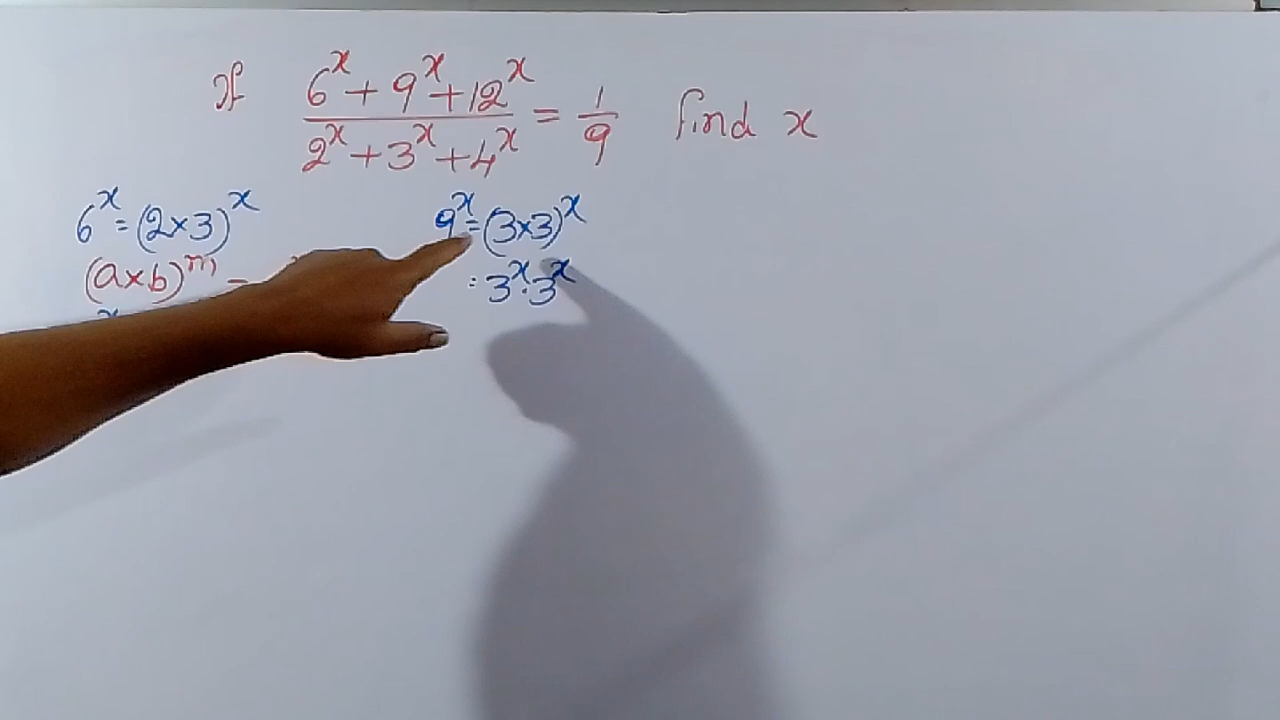 If 6^x + 9^x + 12^x / 2^x + 3^x + 4^x = 1/9 find x
6^x = (2×3)^x
9^x = (3×3)^x
(a×b)^m =
= 3^x · 3^x